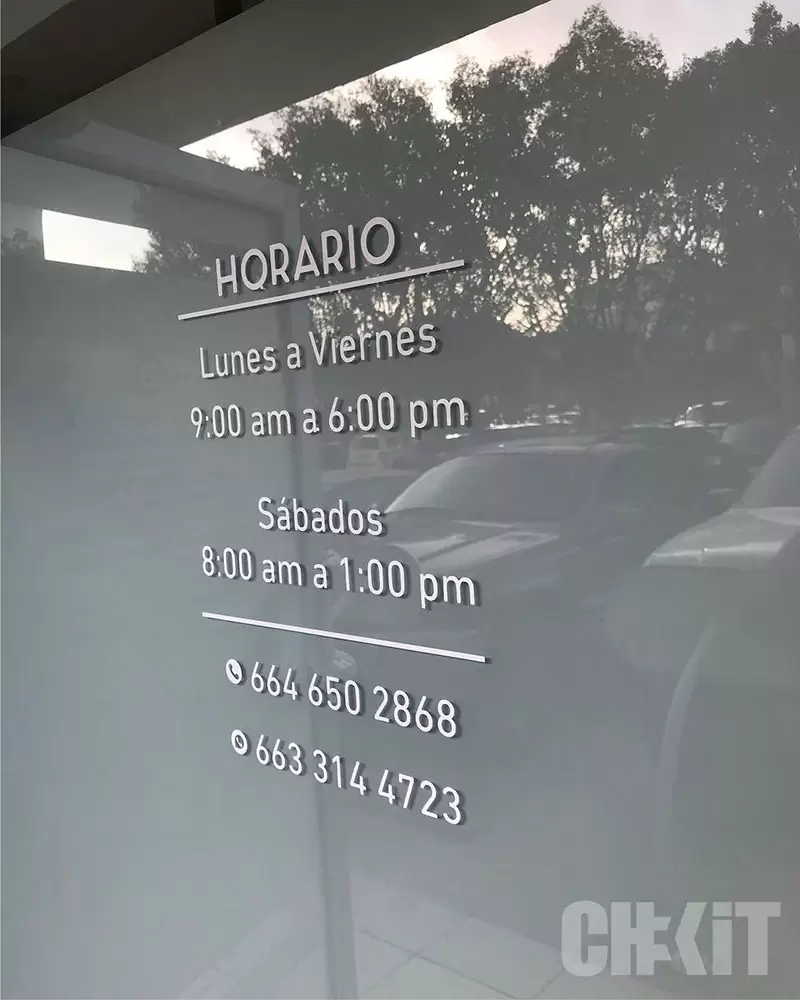 HORARIO
Lunes a Viernes
9:00 am a 6:00 pm
Sábados
8:00 am a 1:00 pm
664 650 2868
663 314 4723
CHEKiT